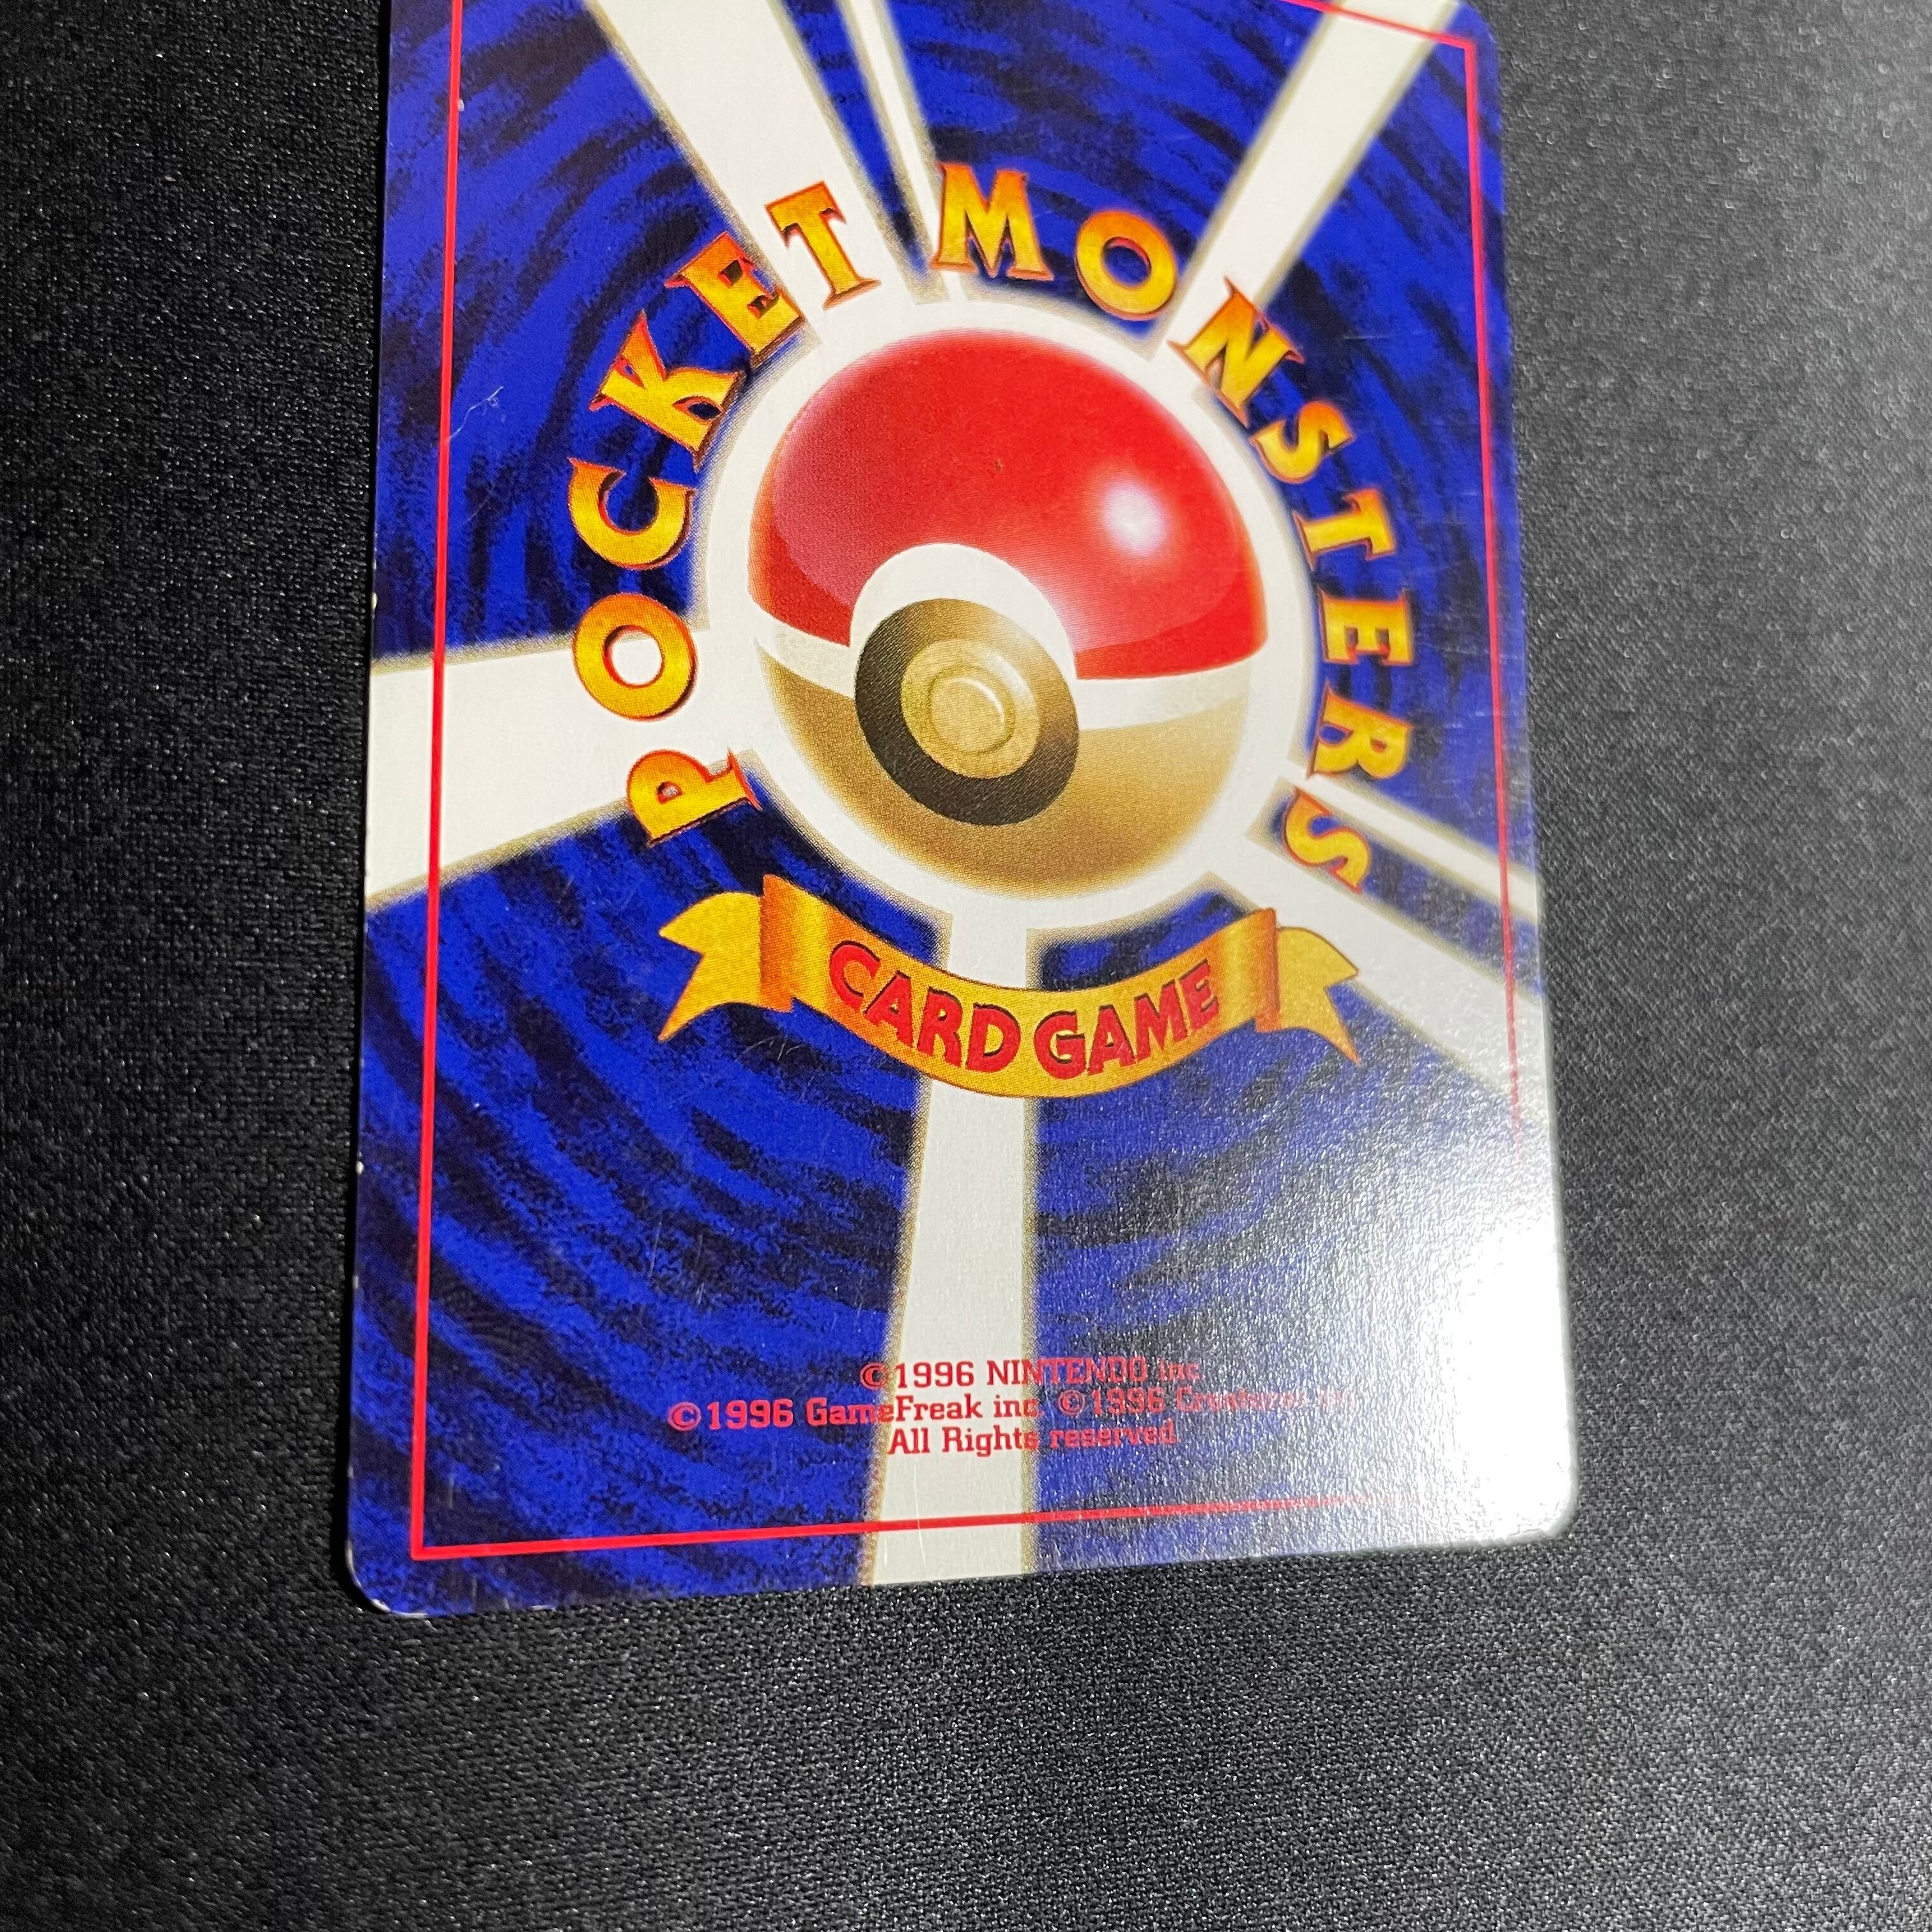 POCKET MONSTERS
CARD GAME
©1996 NINTENDO inc.
©1996 GameFreak inc. ©1996 Creatures inc.
All Rights reserved.